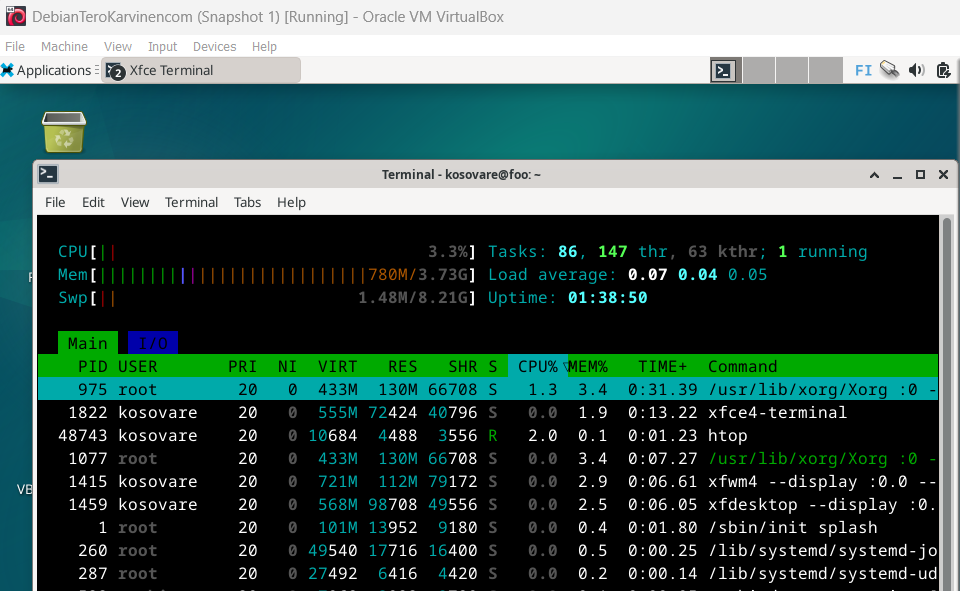 DebianTeroKarvinencom (Snapshot 1) [Running] - Oracle VM VirtualBox
File Machine View Input Devices Help
Applications 2 Xfce Terminal FI
Terminal - kosovare@foo: ~
File Edit View Terminal Tabs Help
CPU[|| 3.3%] Tasks: 86, 147 thr, 63 kthr; 1 running
Mem[||||||||||||||||||||||||||||780M/3.73G] Load average: 0.07 0.04 0.05
Swp[|| 1.48M/8.21G] Uptime: 01:38:50
Main I/O
PID USER PRI NI VIRT RES SHR S CPU%▽MEM% TIME+ Command
975 root 20 0 433M 130M 66708 S 1.3 3.4 0:31.39 /usr/lib/xorg/Xorg :0 -
1822 kosovare 20 0 555M 72424 40796 S 0.0 1.9 0:13.22 xfce4-terminal
48743 kosovare 20 0 10684 4488 3556 R 2.0 0.1 0:01.23 htop
1077 root 20 0 433M 130M 66708 S 0.0 3.4 0:07.27 /usr/lib/xorg/Xorg :0 -
1415 kosovare 20 0 721M 112M 79172 S 0.0 2.9 0:06.61 xfwm4 --display :0.0 --
1459 kosovare 20 0 568M 98708 49556 S 0.0 2.5 0:06.05 xfdesktop --display :0.
1 root 20 0 101M 13952 9180 S 0.0 0.4 0:01.80 /sbin/init splash
260 root 20 0 49540 17716 16400 S 0.0 0.5 0:00.25 /lib/systemd/systemd-jo
VB
287 root 20 0 27492 6416 4420 S 0.0 0.2 0:00.14 /lib/systemd/systemd-ud